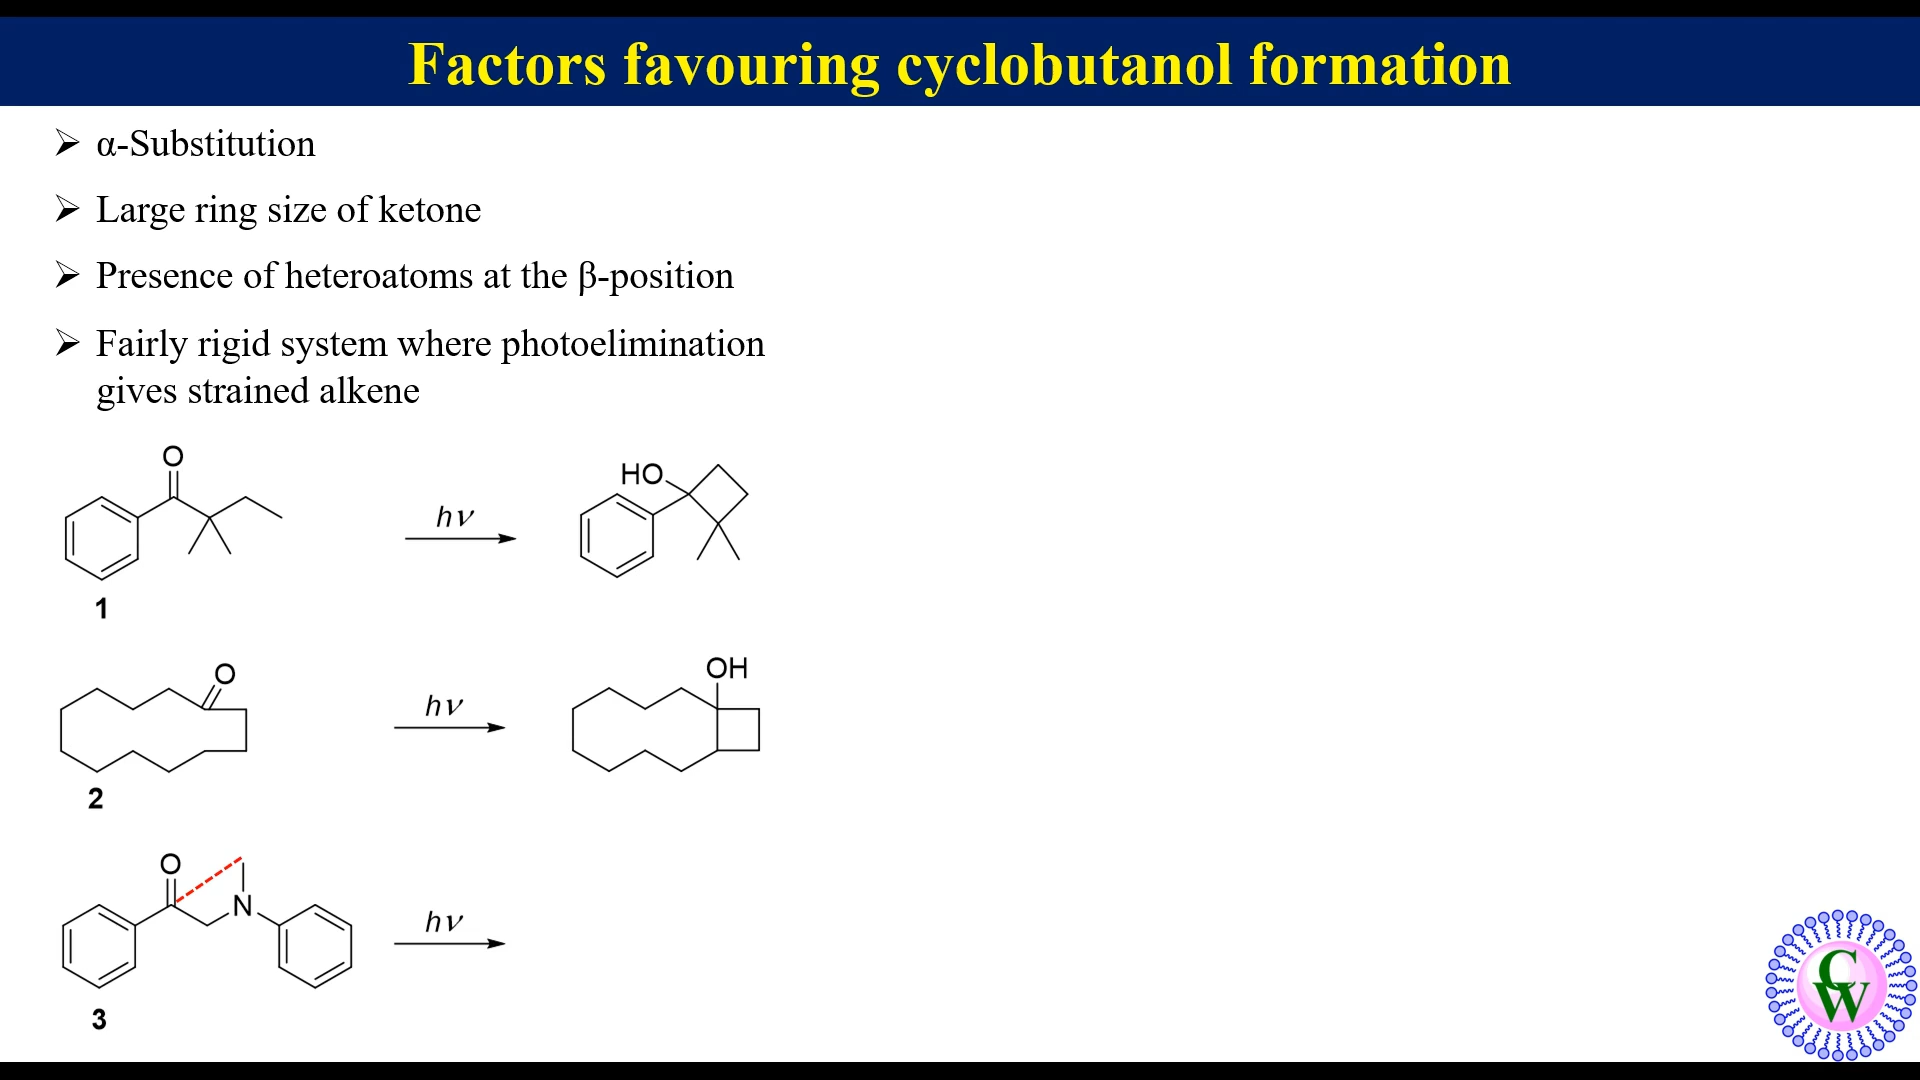 Factors favouring cyclobutanol formation
➢ α-Substitution
➢ Large ring size of ketone
➢ Presence of heteroatoms at the β-position
➢ Fairly rigid system where photoelimination
gives strained alkene
O
HO
hν
1
O
OH
hν
2
O
N
hν
3
CW